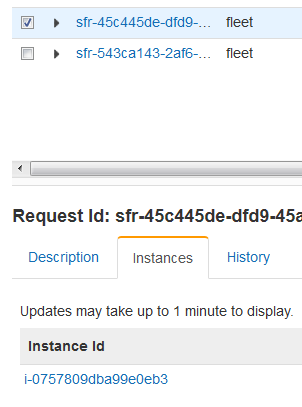 sfr-45c445de-dfd9-... fleet
sfr-543ca143-2af6-... fleet
Request Id: sfr-45c445de-dfd9-45a
Description Instances History
Updates may take up to 1 minute to display.
Instance Id
i-0757809dba99e0eb3